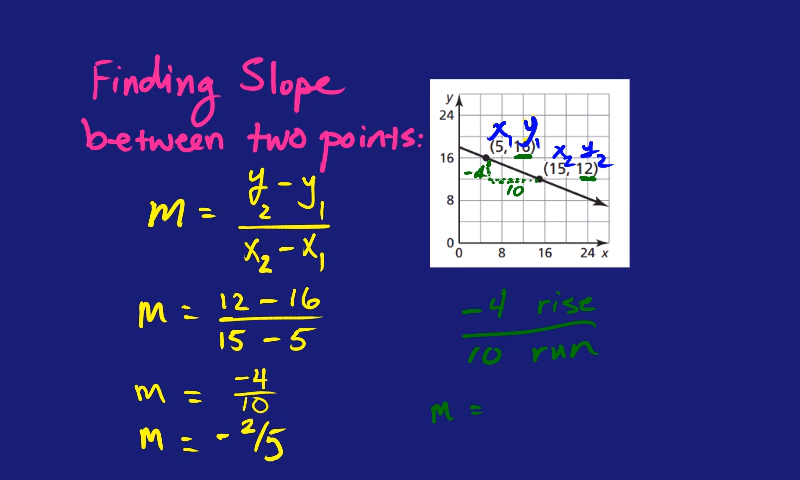 Finding Slope
between two points:
m = y₂ - y₁ / x₂ - x₁
m = 12 - 16 / 15 - 5
m = -4 / 10
m = -2/5
y
24
16
8
0
0 8 16 24 x
x₁ y₁
(5, 16)
x₂ y₂
(15, 12)
-4
10
-4 rise
10 run
m =